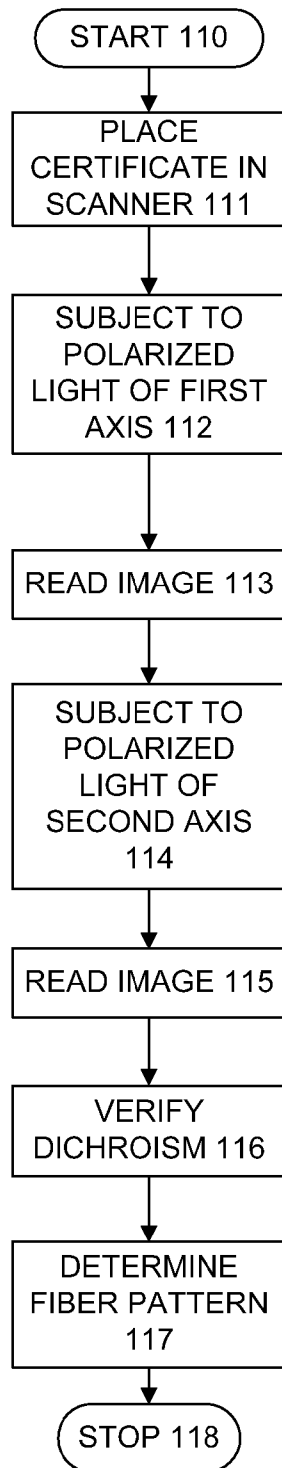 START 110
PLACE
CERTIFICATE IN
SCANNER 111
SUBJECT TO
POLARIZED
LIGHT OF FIRST
AXIS 112
READ IMAGE 113
SUBJECT TO
POLARIZED
LIGHT OF
SECOND AXIS
114
READ IMAGE 115
VERIFY
DICHROISM 116
DETERMINE
FIBER PATTERN
117
STOP 118